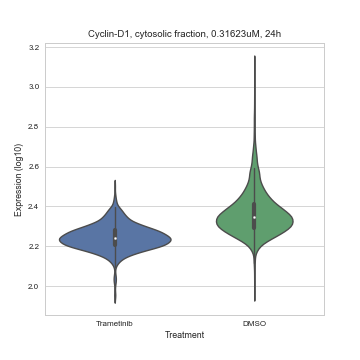 Cyclin-D1, cytosolic fraction, 0.31623uM, 24h
3.2
3.0
2.8
2.6
2.4
2.2
2.0
Expression (log10)
Trametinib
DMSO
Treatment